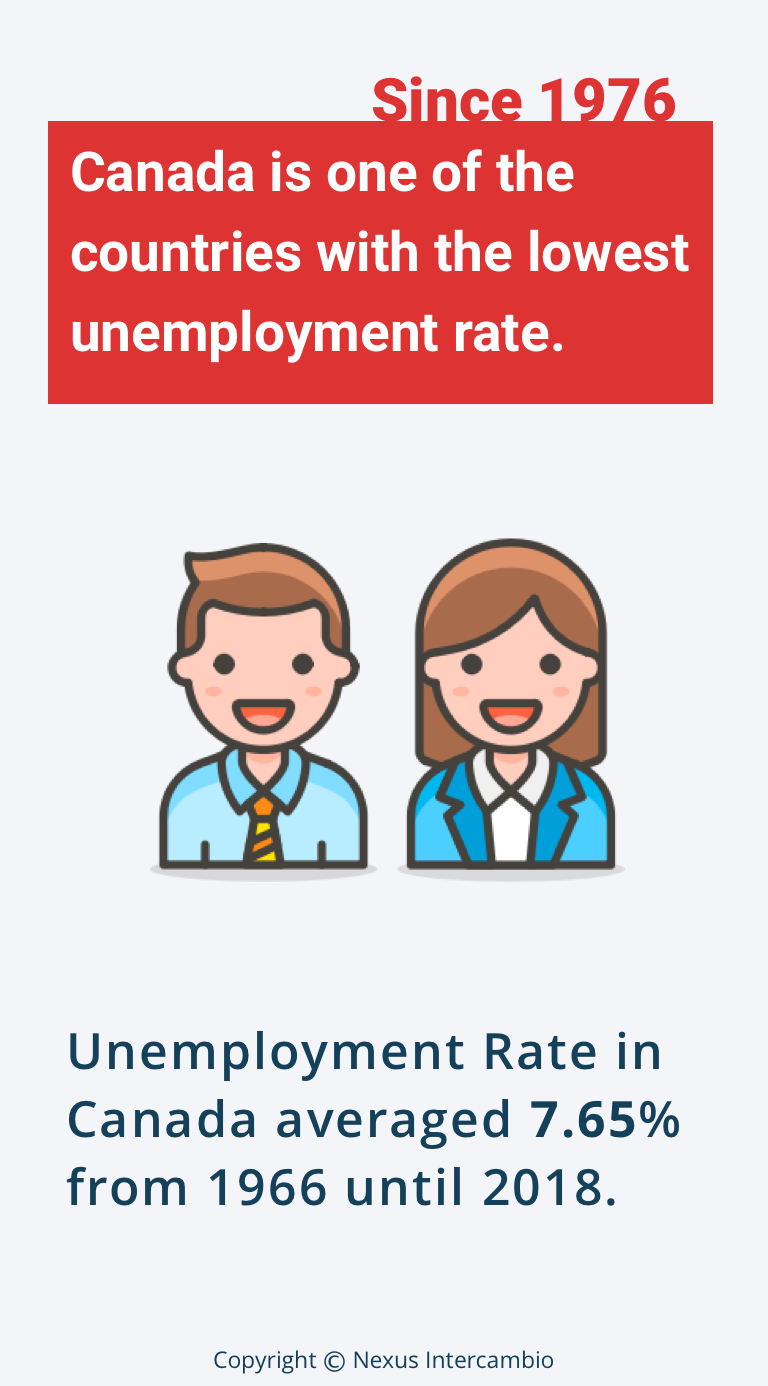 Since 1976
Canada is one of the
countries with the lowest
unemployment rate.
Unemployment Rate in
Canada averaged 7.65%
from 1966 until 2018.
Copyright © Nexus Intercambio